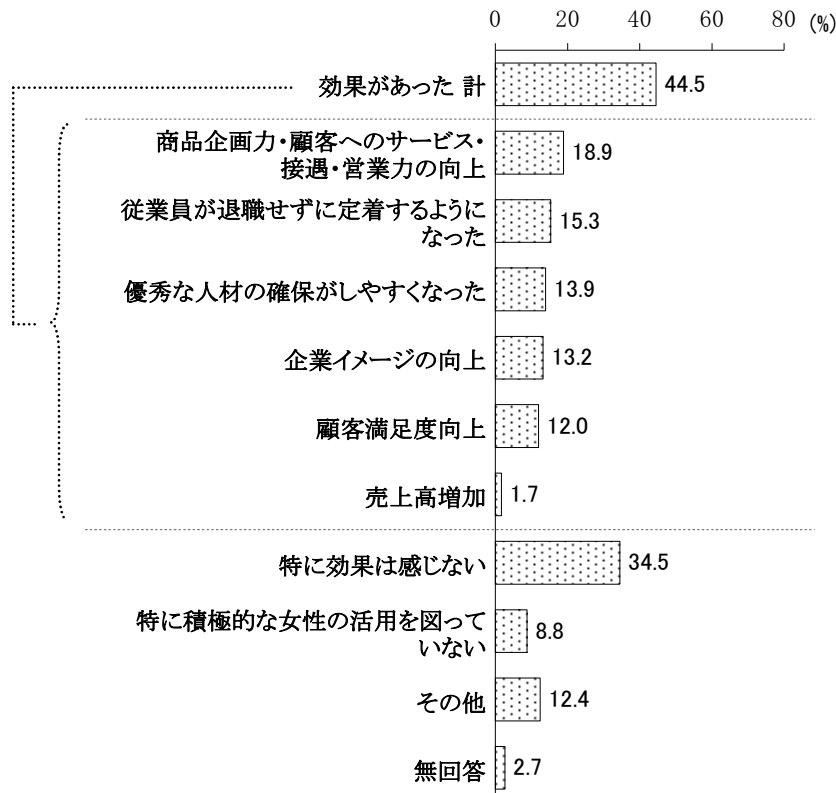 0 20 40 60 80 (%)
効果があった 計 44.5
商品企画力・顧客へのサービス・
接遇・営業力の向上 18.9
従業員が退職せずに定着するように
なった 15.3
優秀な人材の確保がしやすくなった 13.9
企業イメージの向上 13.2
顧客満足度向上 12.0
売上高増加 1.7
特に効果は感じない 34.5
特に積極的な女性の活用を図って
いない 8.8
その他 12.4
無回答 2.7